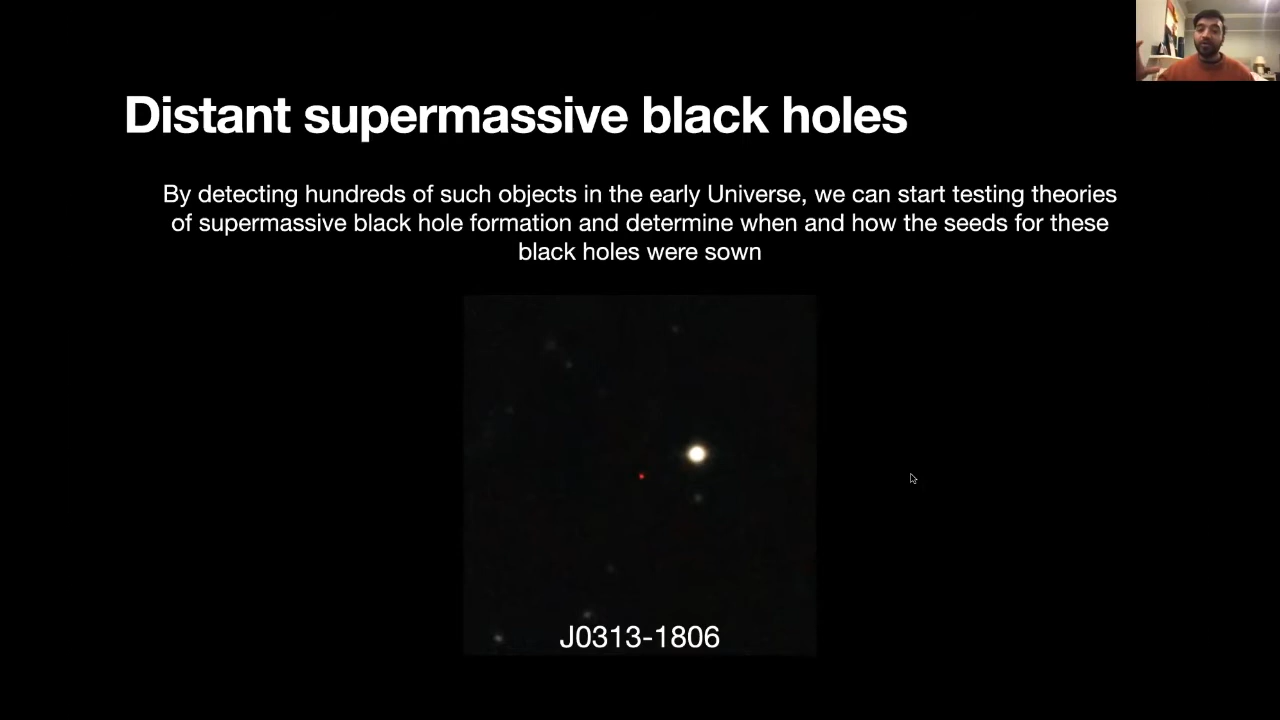 Distant supermassive black holes
By detecting hundreds of such objects in the early Universe, we can start testing theories
of supermassive black hole formation and determine when and how the seeds for these
black holes were sown
J0313-1806